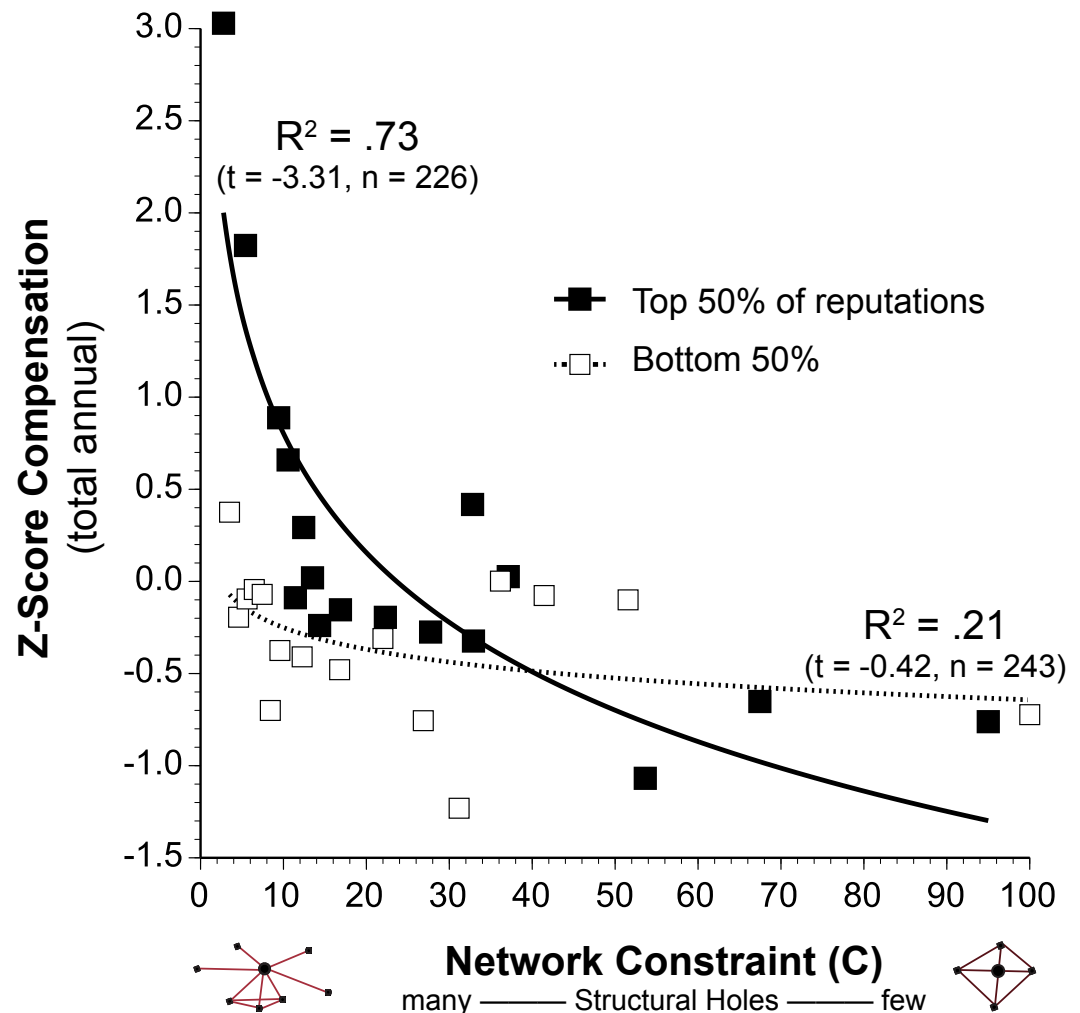 3.0
2.5
2.0
1.5
1.0
0.5
0.0
-0.5
-1.0
-1.5
Z-Score Compensation
(total annual)
R² = .73
(t = -3.31, n = 226)
Top 50% of reputations
Bottom 50%
R² = .21
(t = -0.42, n = 243)
0 10 20 30 40 50 60 70 80 90 100
Network Constraint (C)
many ——— Structural Holes ——— few